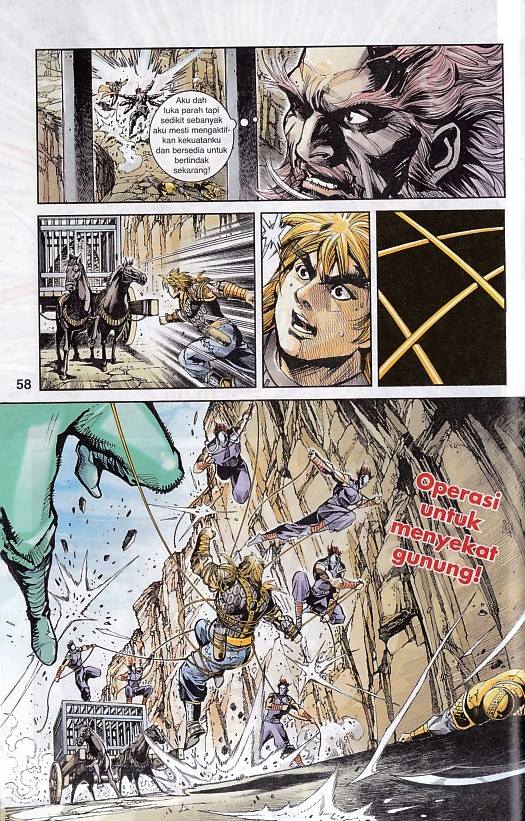 Aku dah
luka parah tapi
sedikit sebanyak
aku mesti mengaktif-
kan kekuatanku
dan bersedia untuk
bertindak
sekarang!
58
Operasi
untuk
menyekat
gunung!